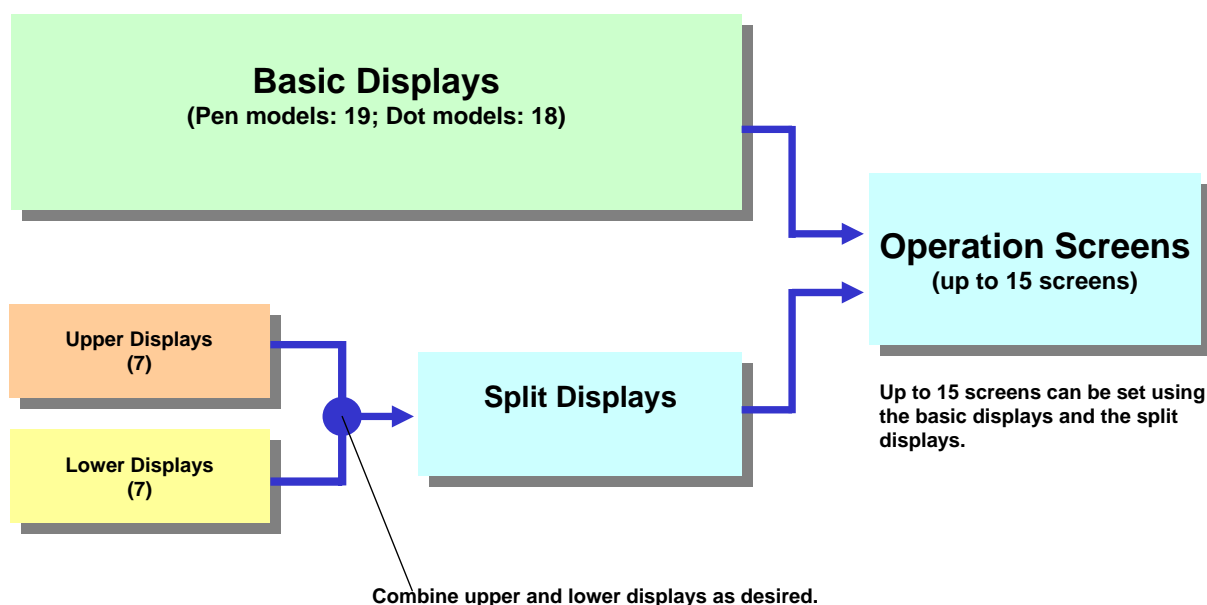 Basic Displays
(Pen models: 19; Dot models: 18)
Operation Screens
(up to 15 screens)
Upper Displays
(7)
Split Displays
Up to 15 screens can be set using
the basic displays and the split
displays.
Lower Displays
(7)
Combine upper and lower displays as desired.